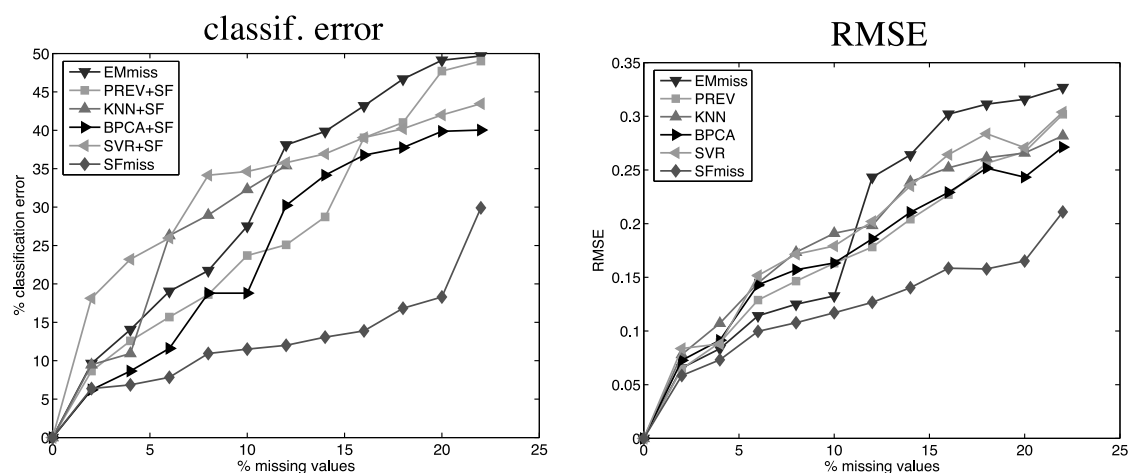 classif. error
50
45
40
35
30
25
20
15
10
5
0
% classification error
EMmiss
PREV+SF
KNN+SF
BPCA+SF
SVR+SF
SFmiss
0
5
10
15
20
25
% missing values
RMSE
0.35
0.3
0.25
0.2
0.15
0.1
0.05
0
RMSE
EMmiss
PREV
KNN
BPCA
SVR
SFmiss
0
5
10
15
20
25
% missing values